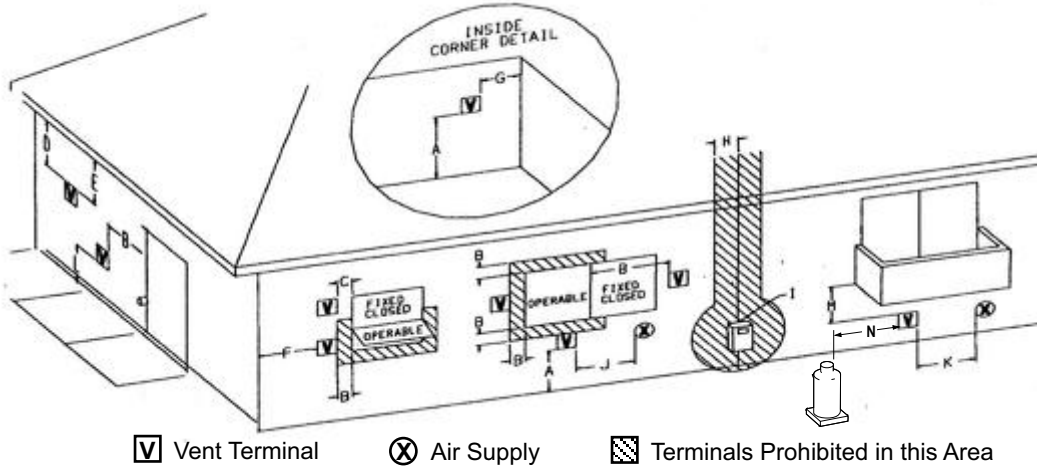 INSIDE
CORNER DETAIL
G
V
A
H
D
E
V
B
V
B
C
V
FIXED
CLOSED
OPERABLE
F
V
B
B
V
OPERABLE
FIXED
CLOSED
B
V
B
B
V
A
J
X
I
M
V
X
N
K
V Vent Terminal
X Air Supply
Terminals Prohibited in this Area